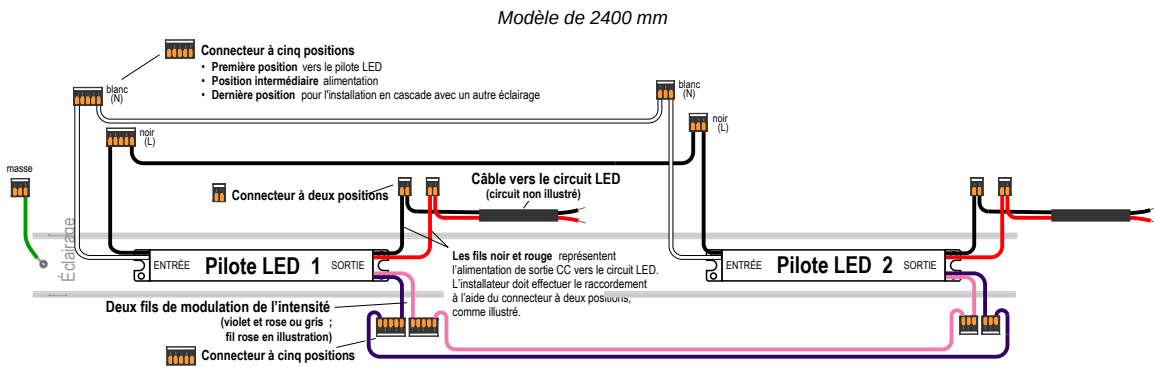 Modèle de 2400 mm
Connecteur à cinq positions
• Première position vers le pilote LED
• Position intermédiaire alimentation
• Dernière position pour l'installation en cascade avec un autre éclairage
blanc
(N)
blanc
(N)
noir
(L)
noir
(L)
masse
Connecteur à deux positions
Câble vers le circuit LED
(circuit non illustré)
Éclairage
ENTRÉE Pilote LED 1 SORTIE
Les fils noir et rouge représentent
l'alimentation de sortie CC vers le circuit LED.
L'installateur doit effectuer le raccordement
à l'aide du connecteur à deux positions,
comme illustré.
ENTRÉE Pilote LED 2 SORTIE
Deux fils de modulation de l'intensité
(violet et rose ou gris ;
fil rose en illustration)
Connecteur à cinq positions